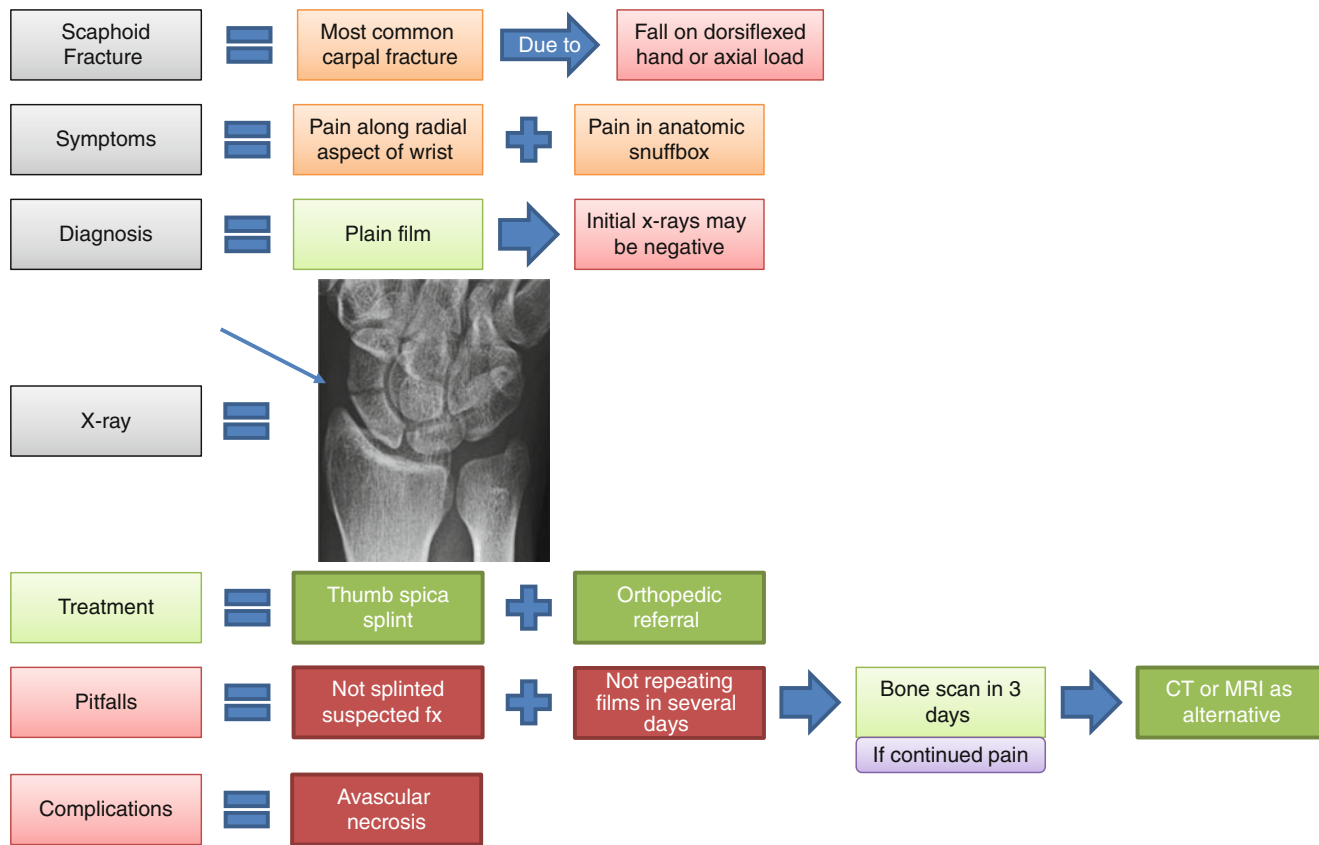 Scaphoid
Fracture
Most common
carpal fracture
Due to
Fall on dorsiflexed
hand or axial load
Symptoms
Pain along radial
aspect of wrist
Pain in anatomic
snuffbox
Diagnosis
Plain film
Initial x-rays may
be negative
X-ray
Treatment
Thumb spica
splint
Orthopedic
referral
Pitfalls
Not splinted
suspected fx
Not repeating
films in several
days
Bone scan in 3
days
If continued pain
CT or MRI as
alternative
Complications
Avascular
necrosis